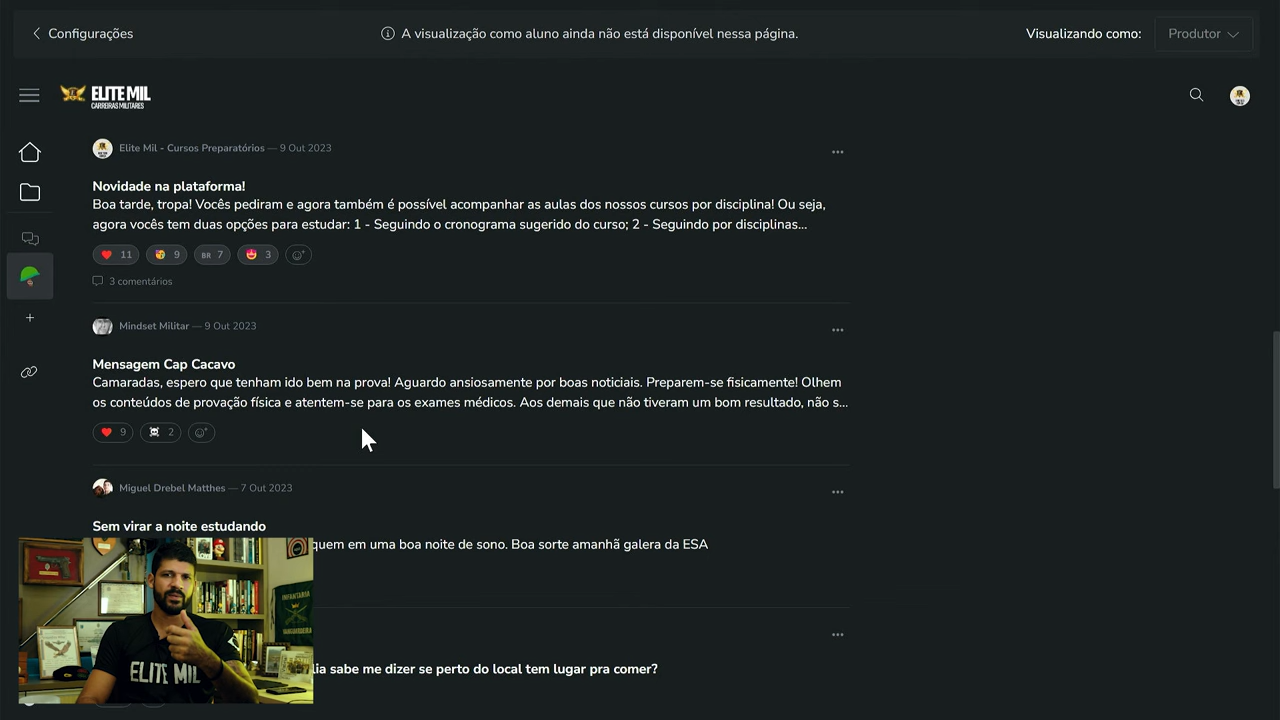 Configurações
A visualização como aluno ainda não está disponível nessa página.
Visualizando como:
Produtor
ELITE MIL
CARREIRAS MILITARES
Elite Mil - Cursos Preparatórios — 9 Out 2023
Novidade na plataforma!
Boa tarde, tropa! Vocês pediram e agora também é possível acompanhar as aulas dos nossos cursos por disciplina! Ou seja,
agora vocês tem duas opções para estudar: 1 - Seguindo o cronograma sugerido do curso; 2 - Seguindo por disciplinas...
11
9
BR 7
3
3 comentários
Mindset Militar — 9 Out 2023
Mensagem Cap Cacavo
Camaradas, espero que tenham ido bem na prova! Aguardo ansiosamente por boas noticiais. Preparem-se fisicamente! Olhem
os conteúdos de provação física e atentem-se para os exames médicos. Aos demais que não tiveram um bom resultado, não s...
9
2
Miguel Drebel Matthes — 7 Out 2023
Sem virar a noite estudando
quem em uma boa noite de sono. Boa sorte amanhã galera da ESA
lia sabe me dizer se perto do local tem lugar pra comer?
INFANTARIA
VANGUARDEIRA
ELITE MIL